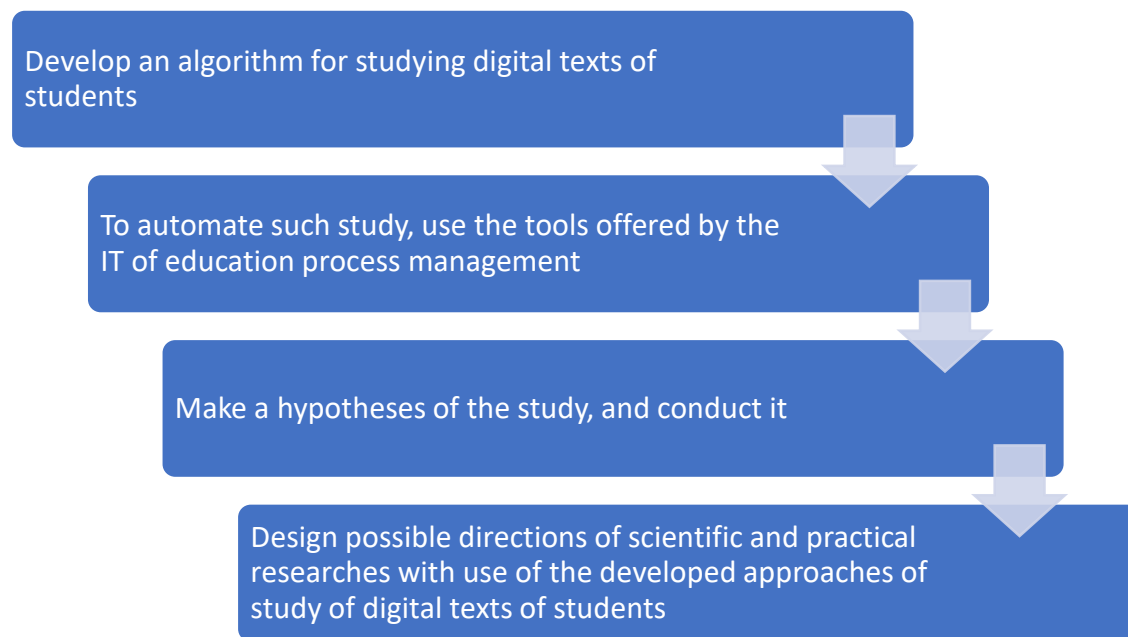 Develop an algorithm for studying digital texts of
students
To automate such study, use the tools offered by the
IT of education process management
Make a hypotheses of the study, and conduct it
Design possible directions of scientific and practical
researches with use of the developed approaches of
study of digital texts of students